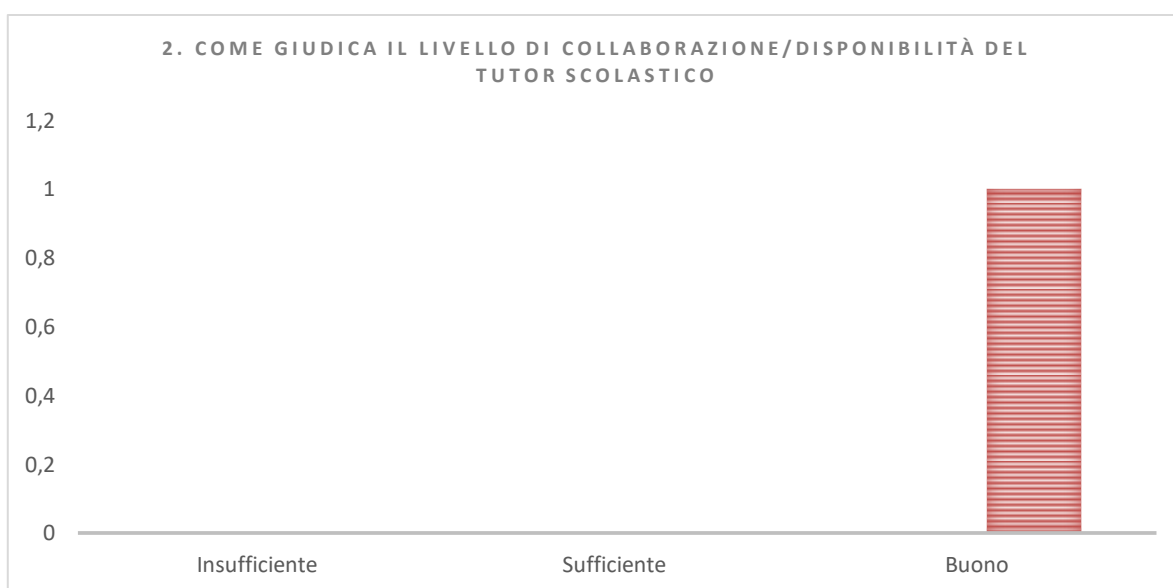 2. COME GIUDICA IL LIVELLO DI COLLABORAZIONE/DISPONIBILITÀ DEL
TUTOR SCOLASTICO
1,2
1
0,8
0,6
0,4
0,2
0
Insufficiente Sufficiente Buono